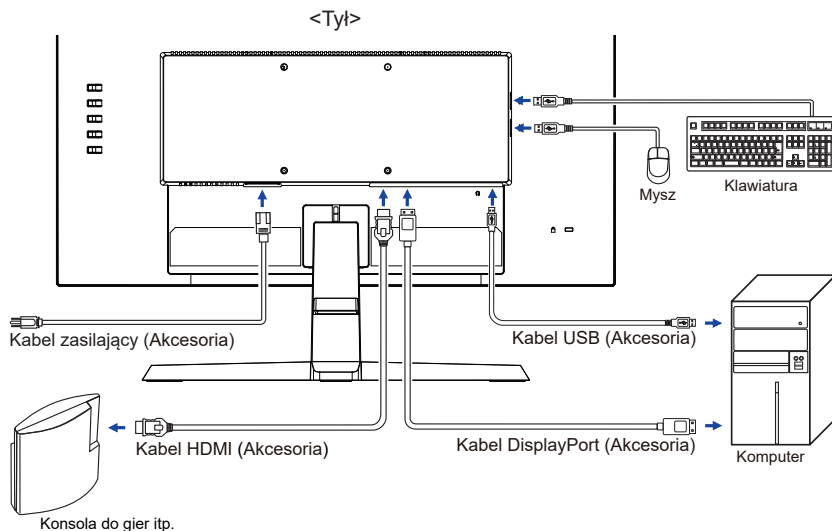 <Tył>
Mysz
Klawiatura
Kabel zasilający (Akcesoria)
Kabel USB (Akcesoria)
Kabel HDMI (Akcesoria)
Kabel DisplayPort (Akcesoria)
Komputer
Konsola do gier itp.